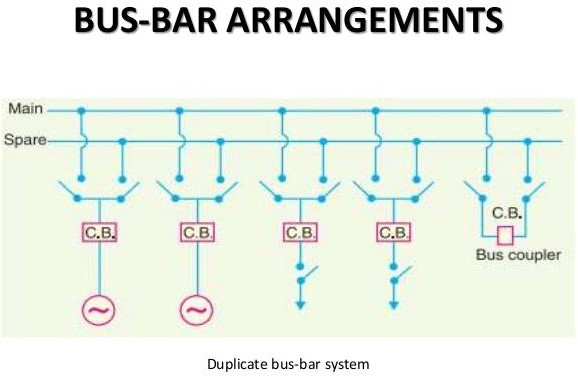 BUS-BAR ARRANGEMENTS
Main
Spare
C.B.
C.B.
C.B.
C.B.
C.B.
Bus coupler
Duplicate bus-bar system